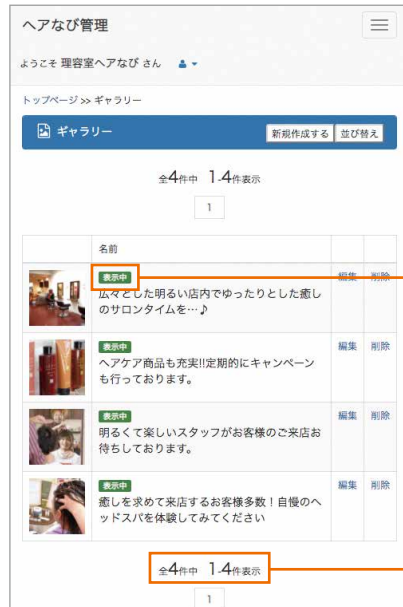 ヘアなび管理
ようこそ 理容室ヘアなび さん
トップページ >> ギャラリー
ギャラリー 新規作成する 並び替え
全4件中 1-4件表示
1
名前
表示中 編集 削除
広々とした明るい店内でゆったりとした癒し
のサロンタイムを…♪
表示中 編集 削除
ヘアケア商品も充実!!定期的にキャンペーン
も行っております。
表示中 編集 削除
明るくて楽しいスタッフがお客様のご来店お
待ちしております。
表示中 編集 削除
癒しを求めて来店するお客様多数！自慢のヘ
ッドスパを体験してみてください
全4件中 1-4件表示
1